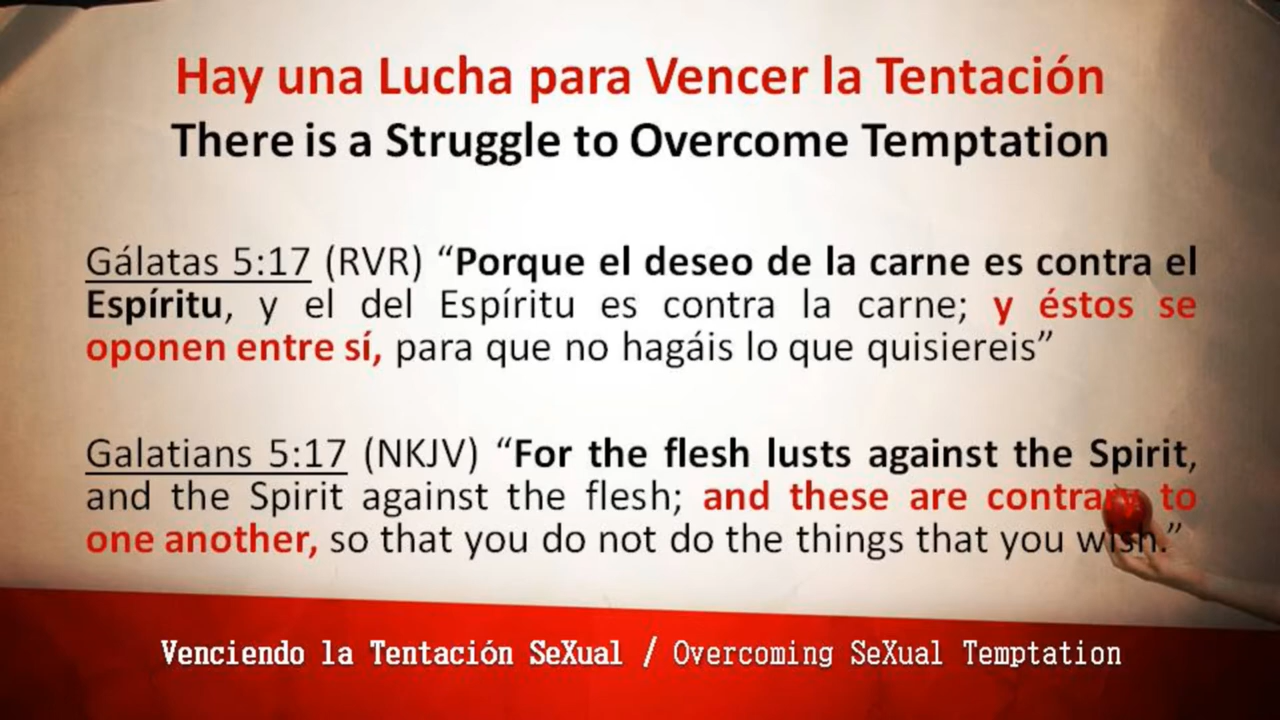 Hay una Lucha para Vencer la Tentación
There is a Struggle to Overcome Temptation
Gálatas 5:17 (RVR) “Porque el deseo de la carne es contra el
Espíritu, y el del Espíritu es contra la carne; y éstos se
oponen entre sí, para que no hagáis lo que quisiereis”
Galatians 5:17 (NKJV) “For the flesh lusts against the Spirit,
and the Spirit against the flesh; and these are contrary to
one another, so that you do not do the things that you wish.”
Venciendo la Tentación SeXual / Overcoming SeXual Temptation